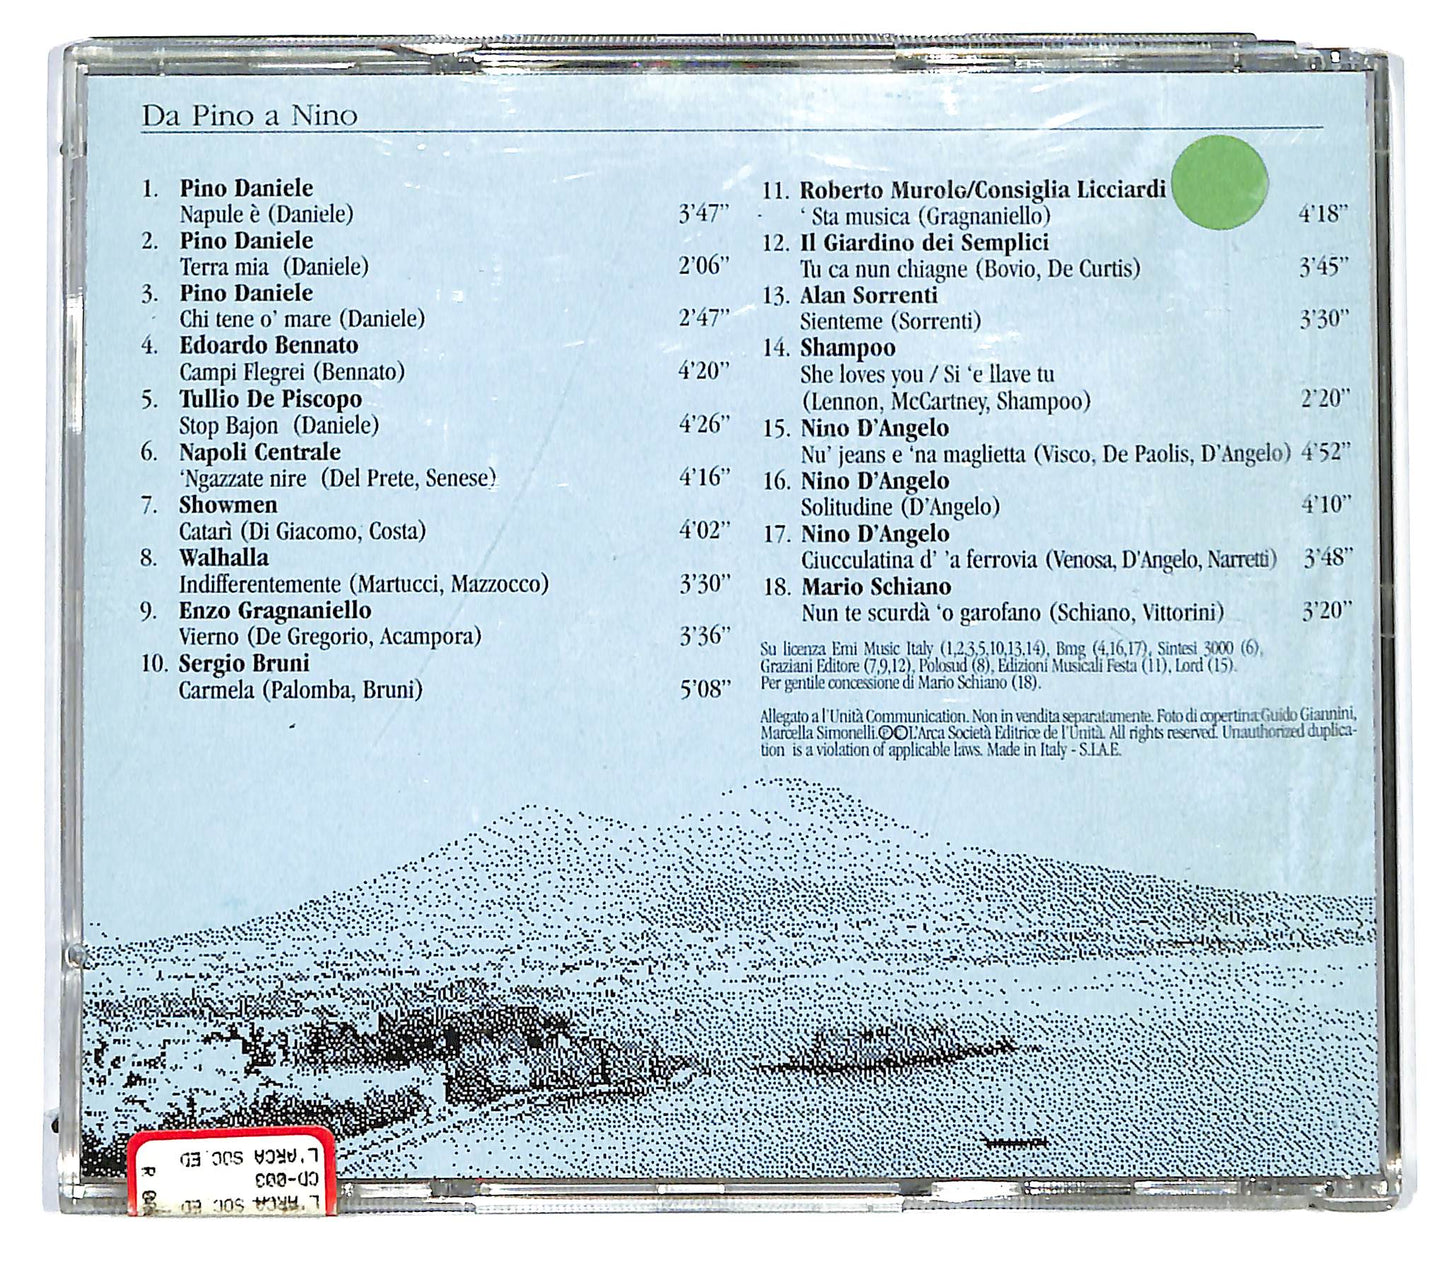 Da Pino a Nino
1. Pino Daniele
Napule è (Daniele) 3'47"
2. Pino Daniele
Terra mia (Daniele) 2'06"
3. Pino Daniele
Chi tene o' mare (Daniele) 2'47"
4. Edoardo Bennato
Campi Flegrei (Bennato) 4'20"
5. Tullio De Piscopo
Stop Bajon (Daniele) 4'26"
6. Napoli Centrale
'Ngazzate nire (Del Prete, Senese) 4'16"
7. Showmen
Catarì (Di Giacomo, Costa) 4'02"
8. Walhalla
Indifferentemente (Martucci, Mazzocco) 3'30"
9. Enzo Gragnaniello
Vierno (De Gregorio, Acampora) 3'36"
10. Sergio Bruni
Carmela (Palomba, Bruni) 5'08"
11. Roberto Murolo/Consiglia Licciardi
‘ Sta musica (Gragnaniello) 4'18"
12. Il Giardino dei Semplici
Tu ca nun chiagne (Bovio, De Curtis) 3'45"
13. Alan Sorrenti
Sienteme (Sorrenti) 3'30"
14. Shampoo
She loves you / Si ‘e llave tu
(Lennon, McCartney, Shampoo) 2'20"
15. Nino D'Angelo
Nu' jeans e ‘na maglietta (Visco, De Paolis, D'Angelo) 4'52"
16. Nino D'Angelo
Solitudine (D'Angelo) 4'10"
17. Nino D'Angelo
Ciucculatina d' 'a ferrovia (Venosa, D'Angelo, Narretti) 3'48"
18. Mario Schiano
Nun te scurdà ‘o garofano (Schiano, Vittorini) 3'20"
Su licenza Emi Music Italy (1,2,3,5,10,13,14), Bmg (4,16,17), Sintesi 3000 (6),
Graziani Editore (7,9,12), Polosud (8), Edizioni Musicali Festa (11), Lord (15).
Per gentile concessione di Mario Schiano (18).
Allegato a l'Unità Communication. Non in vendita separatamente. Foto di copertina:Guido Giannini,
Marcella Simonelli.ⓅⒸL'Arca Società Editrice de l'Unità. All rights reserved. Unauthorized duplica-
tion is a violation of applicable laws. Made in Italy - S.I.A.E.
L'ARCA SOC ED
CD-003
R
L'ARCA SOC ED